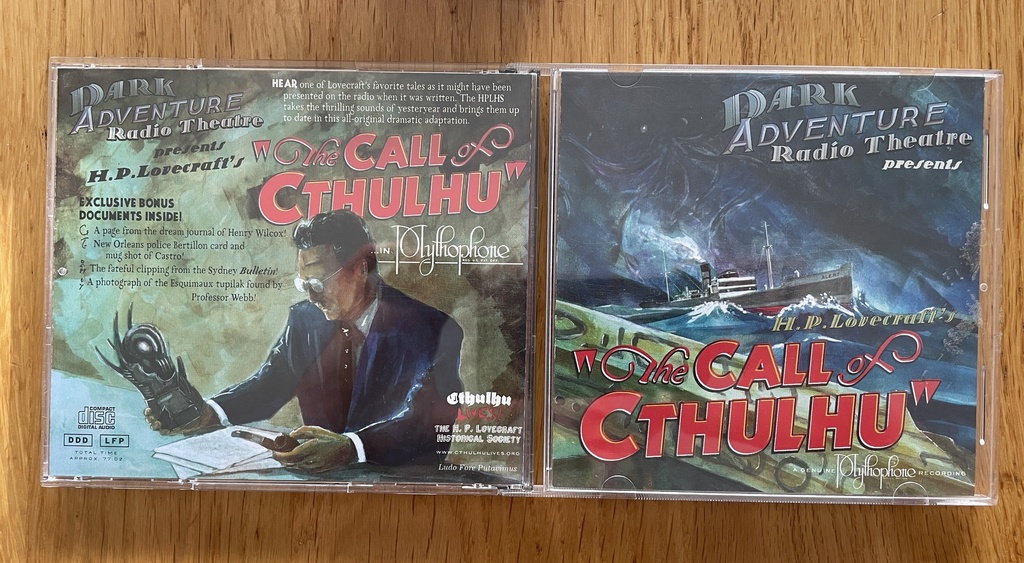 DARK
ADVENTURE
Radio Theatre
presents
H.P. Lovecraft's
HEAR one of Lovecraft's favorite tales as it might have been
presented on the radio when it was written. The HPLHS
takes the thrilling sounds of yesteryear and brings them up
to date in this all-original dramatic adaptation.
"The CALL of
CTHULHU"
IN Mythophone
EXCLUSIVE BONUS
DOCUMENTS INSIDE!
A page from the dream journal of Henry Wilcox!
New Orleans police Bertillon card and
mug shot of Castro!
The fateful clipping from the Sydney Bulletin!
A photograph of the Esquimaux tupilak found by
Professor Webb!
COMPACT
disc
DIGITAL AUDIO
DDD LFP
TOTAL TIME
APPROX. 77:02
Cthulhu
Lives!
THE H. P. LOVECRAFT
HISTORICAL SOCIETY
WWW.CTHULHULIVES.ORG
Ludo Fore Putavimus
DARK
ADVENTURE
Radio Theatre
presents
ALERT
H.P. Lovecraft's
"The CALL of
CTHULHU"
A GENUINE Mythophone RECORDING